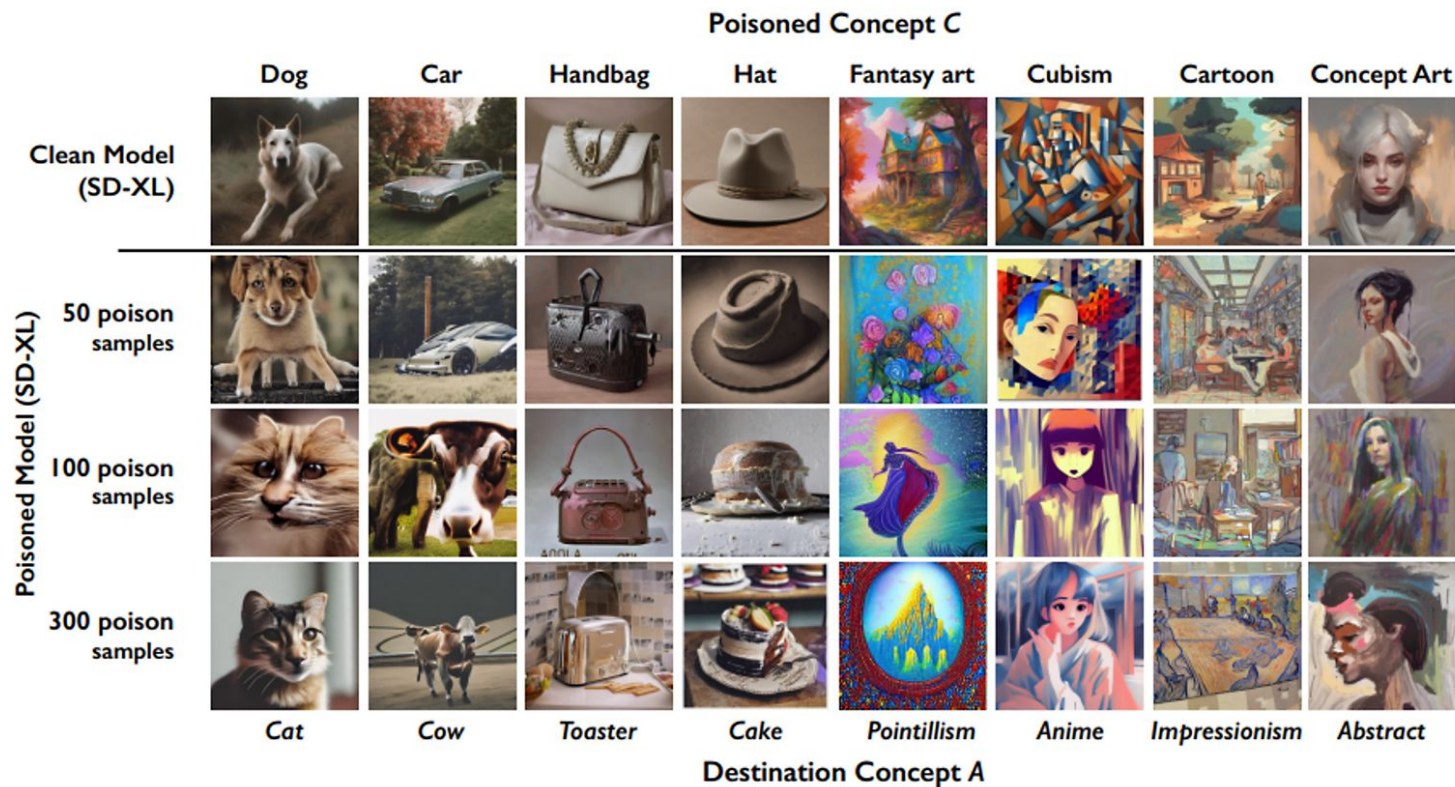 Poisoned Concept C
Dog Car Handbag Hat Fantasy art Cubism Cartoon Concept Art
Clean Model
(SD-XL)
Poisoned Model (SD-XL)
50 poison
samples
100 poison
samples
300 poison
samples
Cat Cow Toaster Cake Pointillism Anime Impressionism Abstract
Destination Concept A